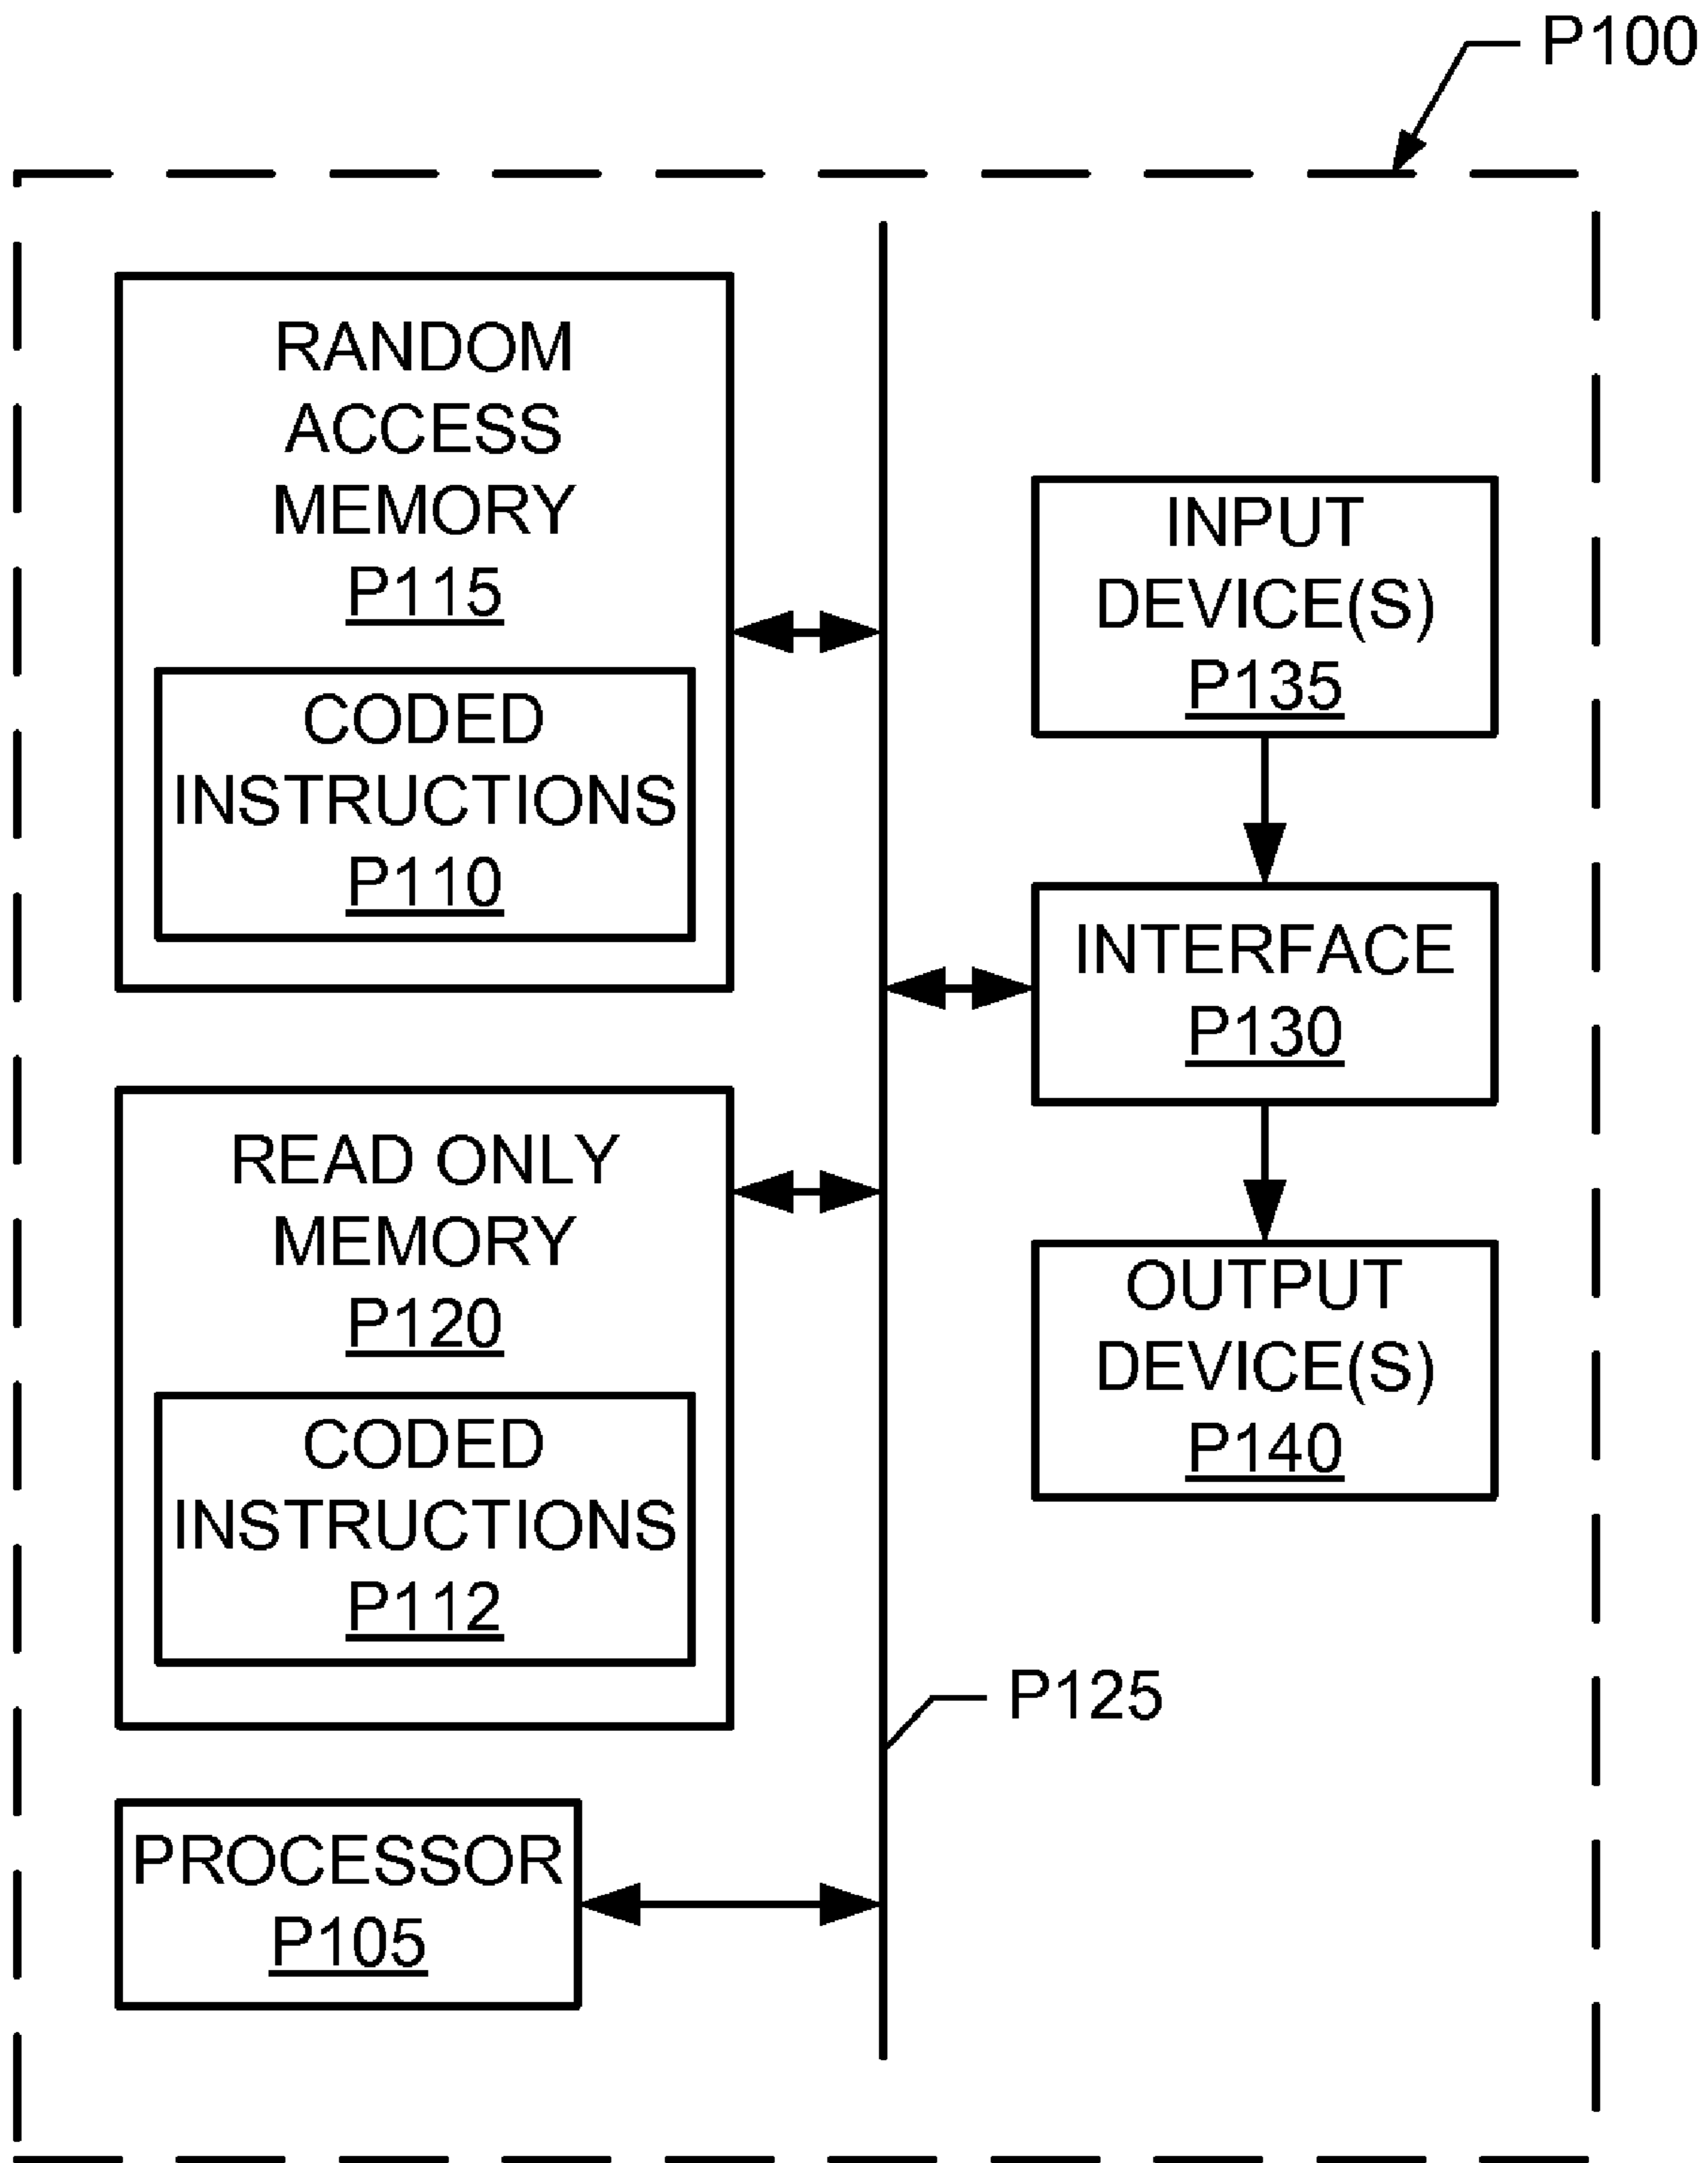 P100
RANDOM
ACCESS
MEMORY
P115
CODED
INSTRUCTIONS
P110
READ ONLY
MEMORY
P120
CODED
INSTRUCTIONS
P112
PROCESSOR
P105
INPUT
DEVICE(S)
P135
INTERFACE
P130
OUTPUT
DEVICE(S)
P140
P125